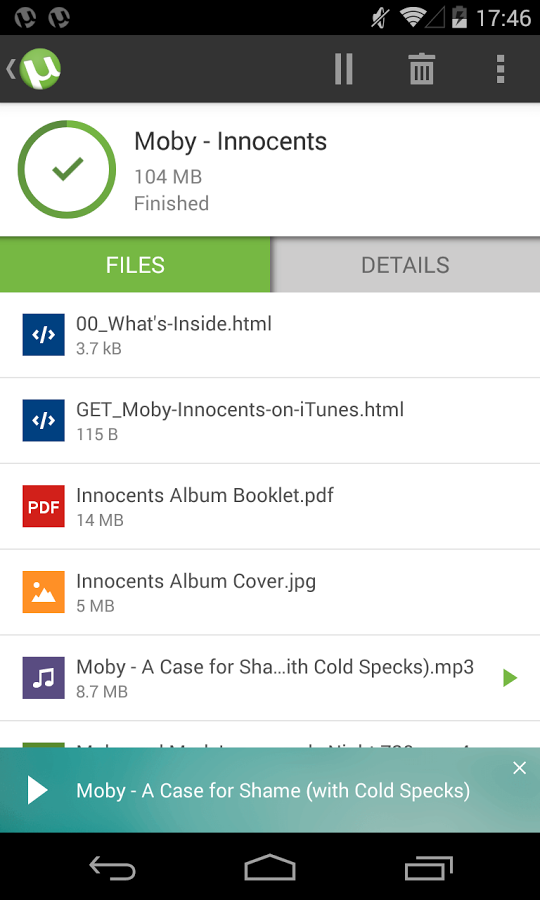 17:46
Moby - Innocents
104 MB
Finished
FILES
DETAILS
00_What's-Inside.html
3.7 kB
GET_Moby-Innocents-on-iTunes.html
115 B
PDF
Innocents Album Booklet.pdf
14 MB
Innocents Album Cover.jpg
5 MB
Moby - A Case for Sha...ith Cold Specks).mp3
8.7 MB
Moby - A Case for Shame (with Cold Specks)